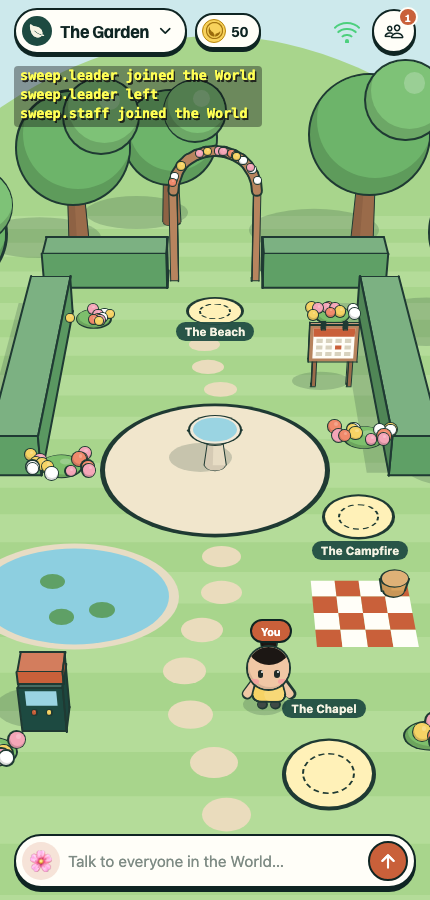 The Garden
50
1
sweep.leader joined the World
sweep.leader left
sweep.staff joined the World
The Beach
The Campfire
You
The Chapel
Talk to everyone in the World...